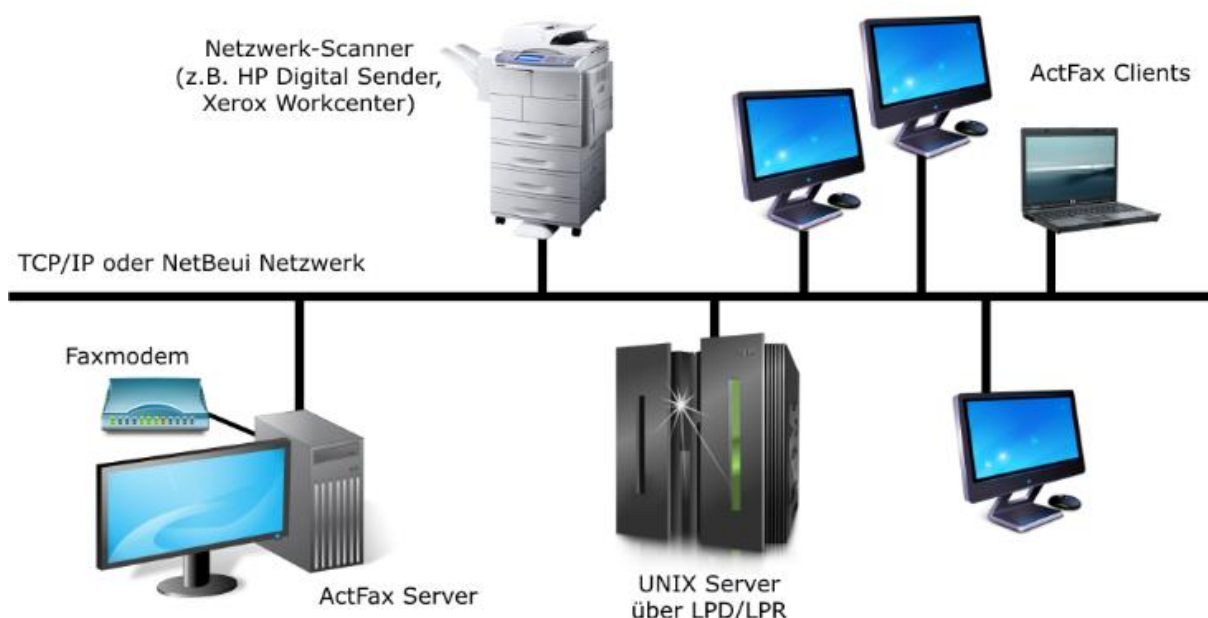 Netzwerk-Scanner
(z.B. HP Digital Sender,
Xerox Workcenter)
ActFax Clients
TCP/IP oder NetBeui Netzwerk
Faxmodem
ActFax Server
UNIX Server
über LPD/LPR